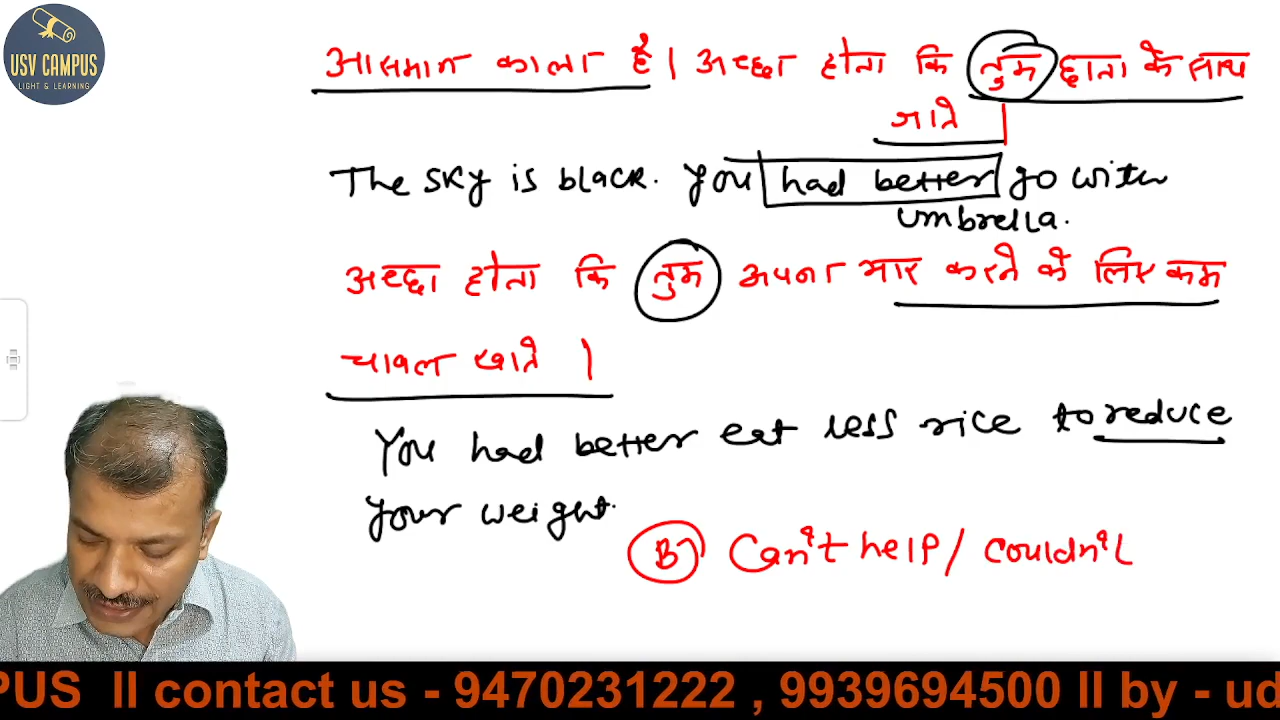 USV CAMPUS
LIGHT & LEARNING
आसमान काला है। अच्छा होता कि तुम छाता के साथ
जाते।
The sky is black. You had better go with
umbrella.
अच्छा होता कि तुम अपना भार करने के लिए कम
चावल खाते।
You had better eat less rice to reduce
your weight.
B) Can't help/ couldn't
PUS II contact us - 9470231222 , 9939694500 II by - ud